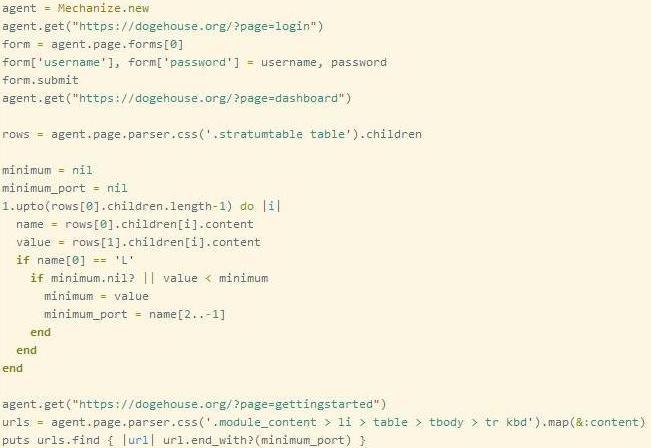 agent = Mechanize.new
agent.get("https://dogehouse.org/?page=login")
form = agent.page.forms[0]
form['username'], form['password'] = username, password
form.submit
agent.get("https://dogehouse.org/?page=dashboard")

rows = agent.page.parser.css('.stratumtable table').children

minimum = nil
minimum_port = nil
1.upto(rows[0].children.length-1) do |i|
  name = rows[0].children[i].content
  value = rows[1].children[i].content
  if name[0] == 'L'
    if minimum.nil? || value < minimum
      minimum = value
      minimum_port = name[2..-1]
    end
  end
end

agent.get("https://dogehouse.org/?page=gettingstarted")
urls = agent.page.parser.css('.module_content > li > table > tbody > tr kbd').map(&:content)
puts urls.find { |url| url.end_with?(minimum_port) }